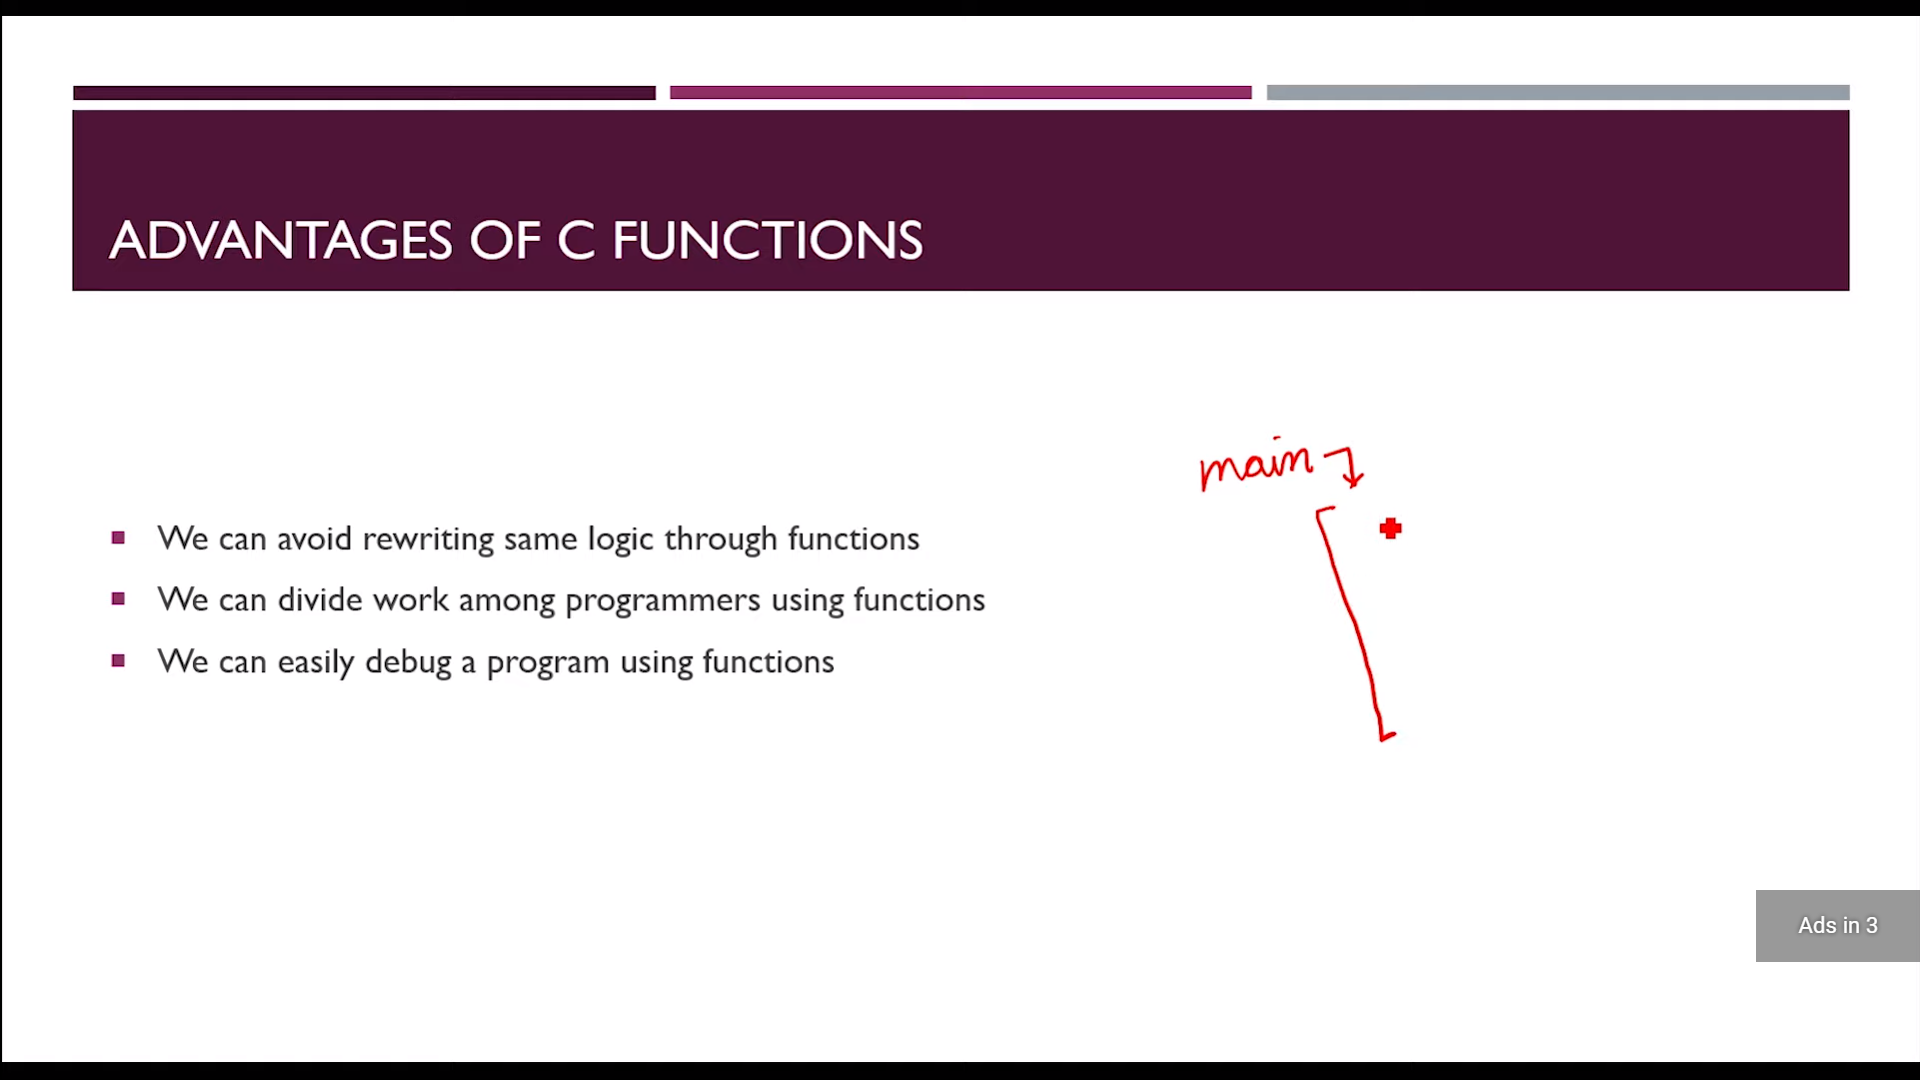 ADVANTAGES OF C FUNCTIONS
main
We can avoid rewriting same logic through functions
We can divide work among programmers using functions
We can easily debug a program using functions
Ads in 3